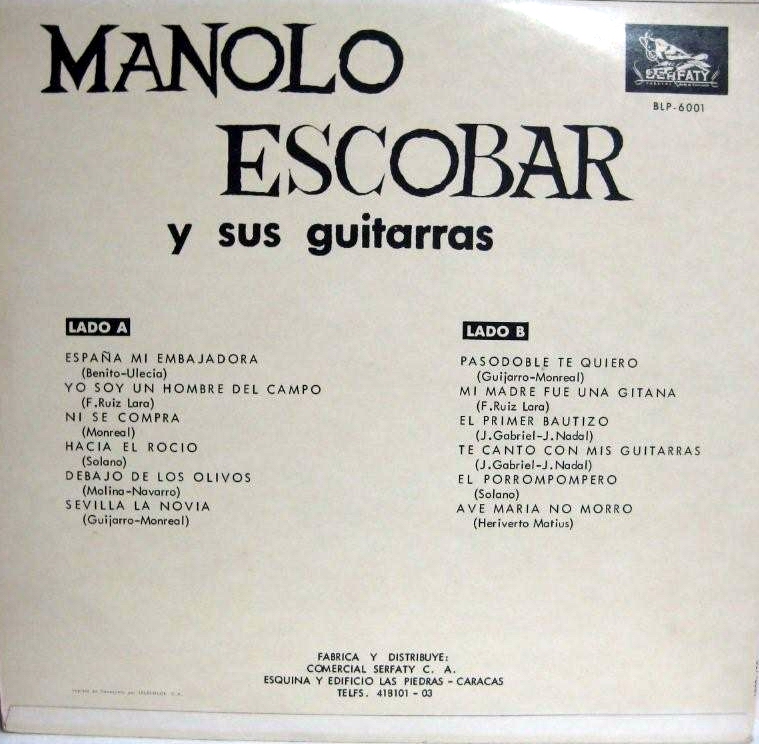 MANOLO
ESCOBAR
y sus guitarras
SERFATY
BLP-6001
LADO A
ESPAÑA MI EMBAJADORA
(Benito-Ulecia)
YO SOY UN HOMBRE DEL CAMPO
(F.Ruiz Lara)
NI SE COMPRA
(Monreal)
HACIA EL ROCIO
(Solano)
DEBAJO DE LOS OLIVOS
(Molina-Navarro)
SEVILLA LA NOVIA
(Guijarro-Monreal)
LADO B
PASODOBLE TE QUIERO
(Guijarro-Monreal)
MI MADRE FUE UNA GITANA
(F.Ruiz Lara)
EL PRIMER BAUTIZO
(J.Gabriel-J.Nadal)
TE CANTO CON MIS GUITARRAS
(J.Gabriel-J.Nadal)
EL PORROMPOMPERO
(Solano)
AVE MARIA NO MORRO
(Heriverto Matius)
FABRICA Y DISTRIBUYE:
COMERCIAL SERFATY C. A.
ESQUINA Y EDIFICIO LAS PIEDRAS - CARACAS
TELFS. 418101 - 03